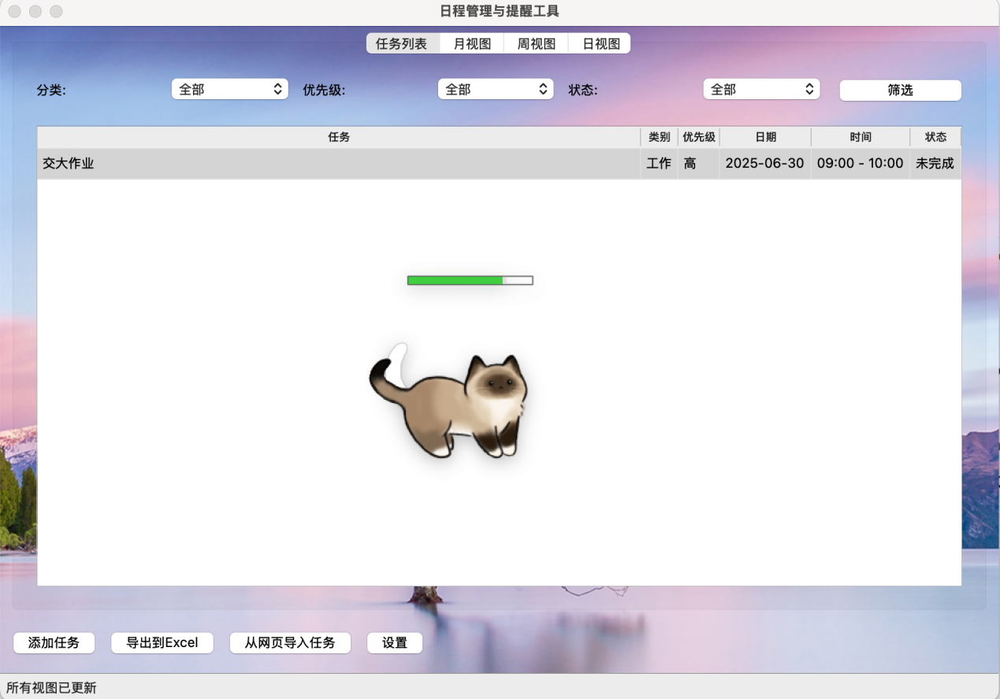 日程管理与提醒工具
任务列表 月视图 周视图 日视图
分类: 全部 优先级: 全部 状态: 全部 筛选
任务 类别 优先级 日期 时间 状态
交大作业 工作 高 2025-06-30 09:00 - 10:00 未完成
添加任务 导出到Excel 从网页导入任务 设置
所有视图已更新